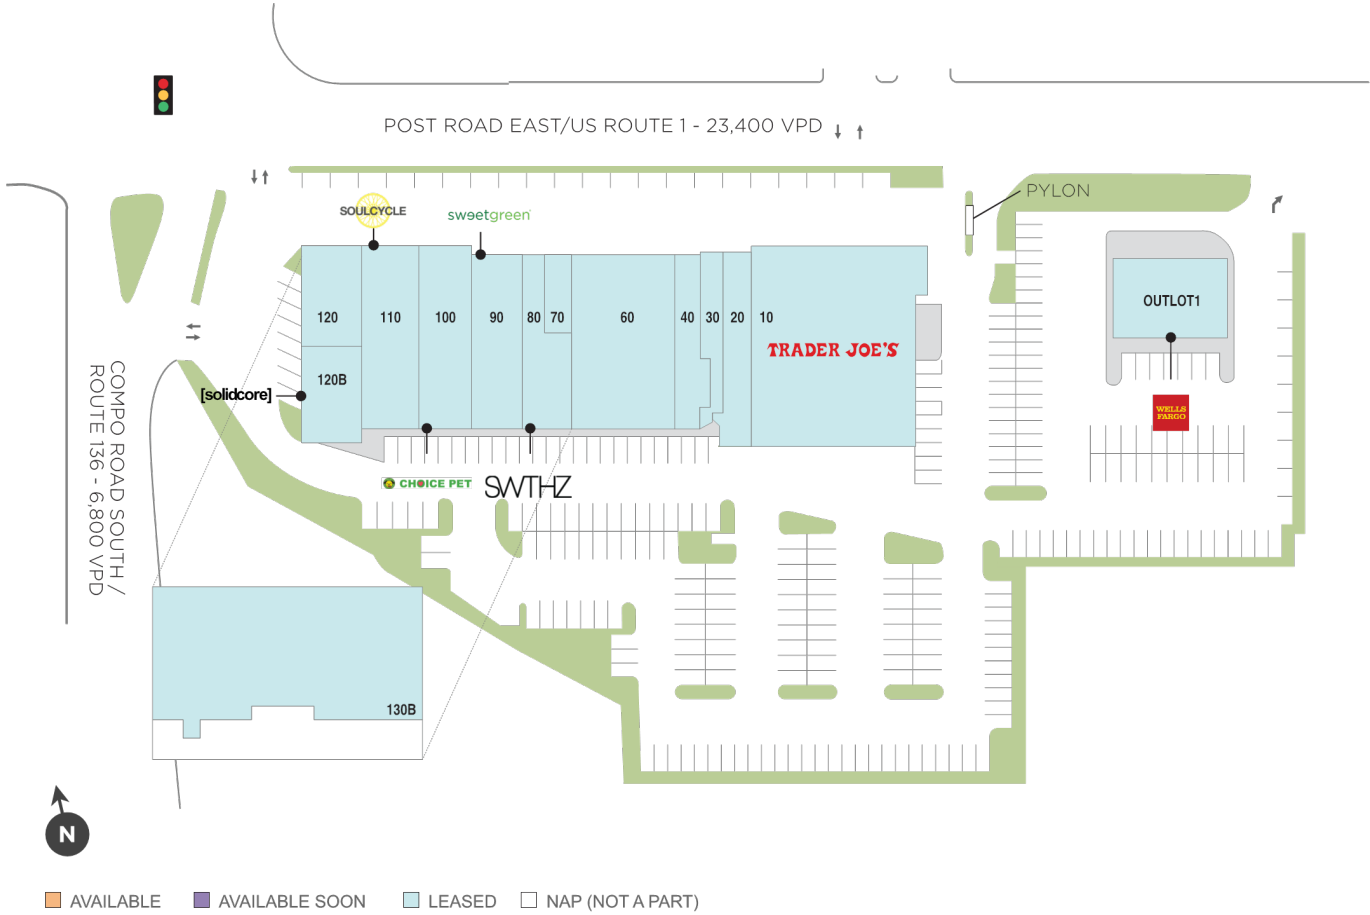 POST ROAD EAST/US ROUTE 1 - 23,400 VPD
PYLON
SOULCYCLE
sweetgreen
120
110
100
90
80
70
60
40
30
20
10
TRADER JOE'S
OUTLOT1
120B
[solidcore]
WELLS
FARGO
CHOICE PET
SWTHZ
COMPO ROAD SOUTH /
ROUTE 136 - 6,800 VPD
130B
N
AVAILABLE
AVAILABLE SOON
LEASED
NAP (NOT A PART)